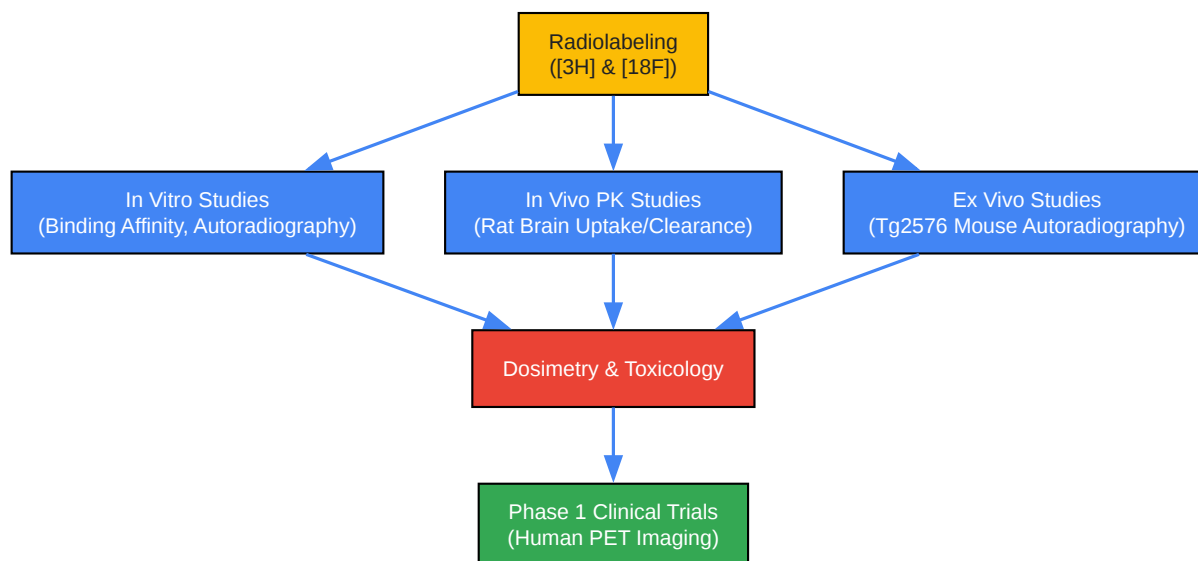 Radiolabeling
([3H] & [18F])
In Vitro Studies
(Binding Affinity, Autoradiography)
In Vivo PK Studies
(Rat Brain Uptake/Clearance)
Ex Vivo Studies
(Tg2576 Mouse Autoradiography)
Dosimetry & Toxicology
Phase 1 Clinical Trials
(Human PET Imaging)